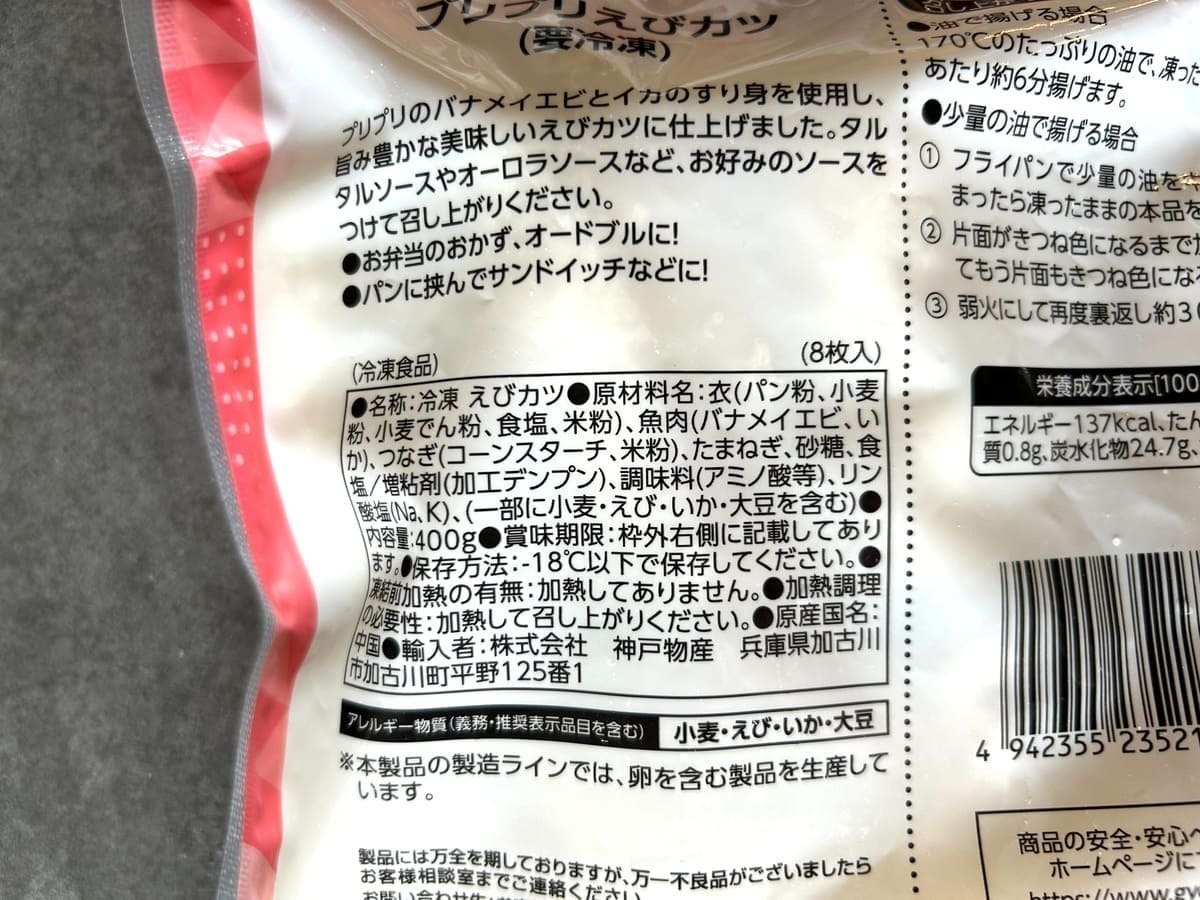 プリプリえびカツ
(要冷凍)
プリプリのバナメイエビとイカのすり身を使用し、
旨み豊かな美味しいえびカツに仕上げました。タル
タルソースやオーロラソースなど、お好みのソースを
つけて召し上がりください。
●お弁当のおかず、オードブルに!
●パンに挟んでサンドイッチなどに!
(冷凍食品)
(8枚入)
●名称:冷凍 えびカツ●原材料名:衣(パン粉、小麦
粉、小麦でん粉、食塩、米粉)、魚肉(バナメイエビ、い
か)、つなぎ(コーンスターチ、米粉)、たまねぎ、砂糖、食
塩/増粘剤(加工デンプン)、調味料(アミノ酸等)、リン
酸塩(Na、K)、(一部に小麦・えび・いか・大豆を含む)●
内容量:400g●賞味期限:枠外右側に記載してあり
ます。●保存方法:-18℃以下で保存してください。●
凍結前加熱の有無:加熱してありません。●加熱調理
の必要性:加熱して召し上がりください。●原産国名:
中国●輸入者:株式会社 神戸物産 兵庫県加古川
市加古川町平野125番1
アレルギー物質(義務・推奨表示品目を含む)
小麦・えび・いか・大豆
※本製品の製造ラインでは、卵を含む製品を生産して
います。
製品には万全を期しておりますが、万一不良品がございましたら
お客様相談室までご連絡ください
●油で揚げる場合
170℃のたっぷりの油で、凍った
あたり約6分揚げます。
●少量の油で揚げる場合
① フライパンで少量の油を
まったら凍ったままの本品を
② 片面がきつね色になるまで
てもう片面もきつね色にな
③ 弱火にして再度裏返し約3
栄養成分表示[100
エネルギー137kcal、たん
質0.8g、炭水化物24.7g、
4 942355 23521
商品の安全・安心
ホームページに
https://www.g